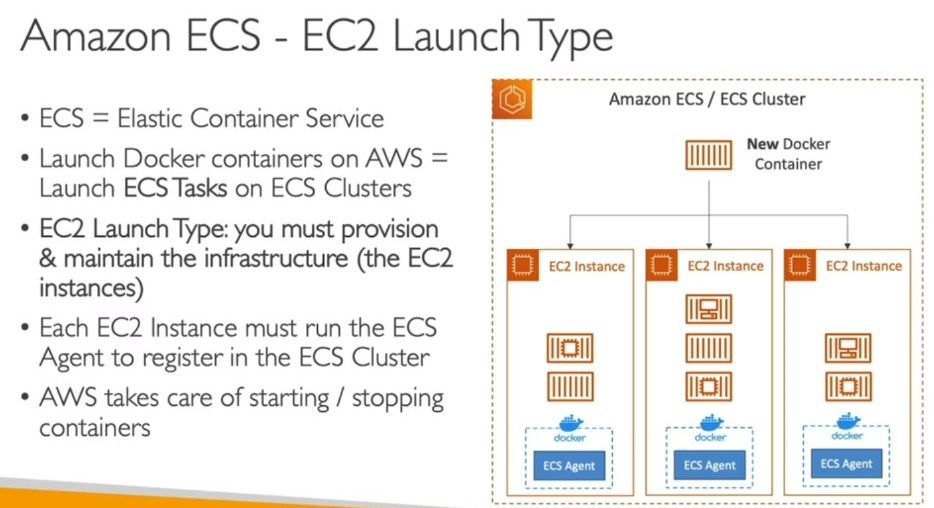 Amazon ECS - EC2 Launch Type
• ECS = Elastic Container Service
• Launch Docker containers on AWS =
Launch ECS Tasks on ECS Clusters
• EC2 Launch Type: you must provision
& maintain the infrastructure (the EC2
instances)
• Each EC2 Instance must run the ECS
Agent to register in the ECS Cluster
• AWS takes care of starting / stopping
containers
Amazon ECS / ECS Cluster
New Docker
Container
EC2 Instance
EC2 Instance
EC2 Instance
docker
docker
docker
ECS Agent
ECS Agent
ECS Agent